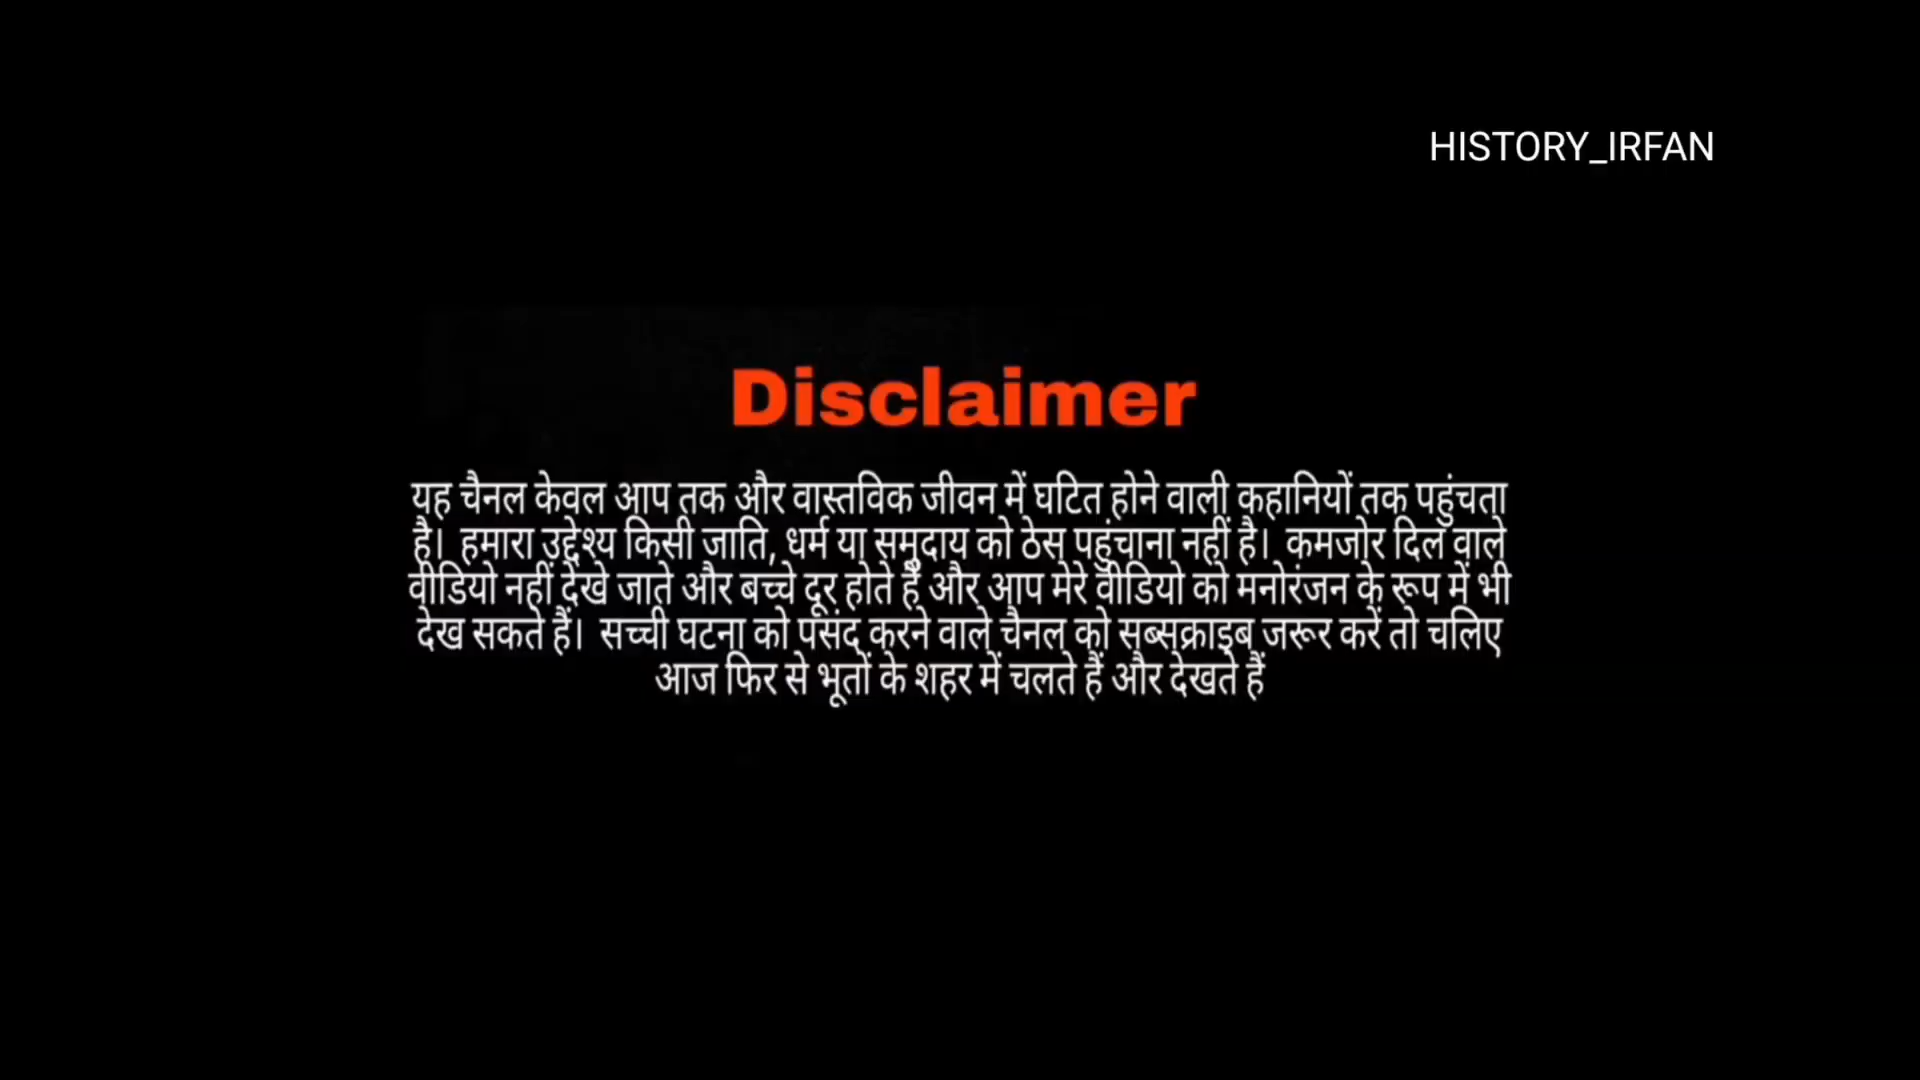 HISTORY_IRFAN
Disclaimer
यह चैनल केवल आप तक और वास्तविक जीवन में घटित होने वाली कहानियों तक पहुंचता
है। हमारा उद्देश्य किसी जाति, धर्म या समुदाय को ठेस पहुंचाना नहीं है। कमजोर दिल वाले
वीडियो नहीं देखे जाते और बच्चे दूर होते हैं और आप मेरे वीडियो को मनोरंजन के रूप में भी
देख सकते हैं। सच्ची घटना को पसंद करने वाले चैनल को सब्सक्राइब जरूर करें तो चलिए
आज फिर से भूतों के शहर में चलते हैं और देखते हैं